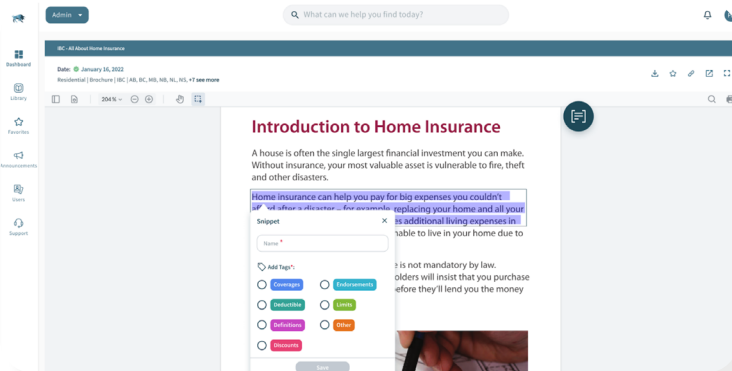 Admin
What can we help you find today?
IBC - All About Home Insurance
Dashboard
Date: January 16, 2022
Residential | Brochure | IBC | AB, BC, MB, NB, NL, NS, +7 see more
Library
204%
Favorites
Introduction to Home Insurance
A house is often the single largest financial investment you can make.
Without insurance, your most valuable asset is vulnerable to fire, theft
and other disasters.
Announcements
Users
Support
Home insurance can help you pay for big expenses you couldn't
afford after a disaster – for example, replacing your home and all your
es additional living expenses in
nable to live in your home due to
Snippet
Name *
e is not mandatory by law.
olders will insist that you purchase
efore they'll lend you the money
Add Tags*:
Coverages
Endorsements
Deductible
Limits
Definitions
Other
Discounts
Save